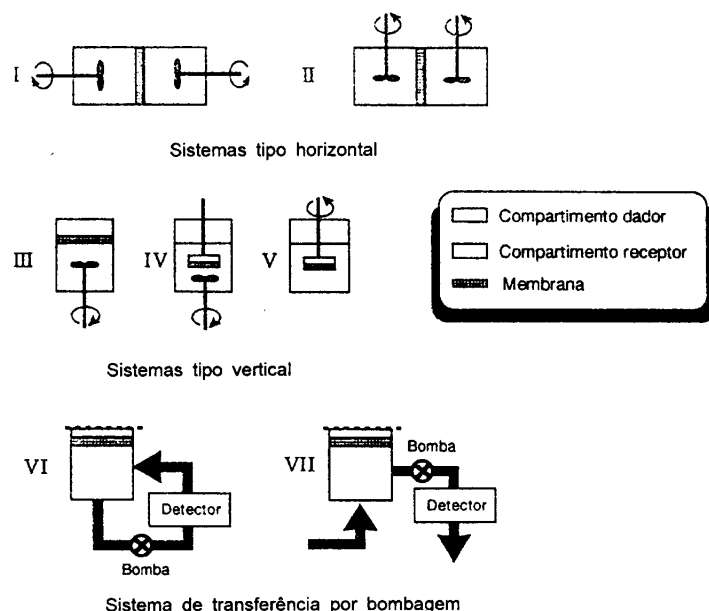 I
II
Sistemas tipo horizontal
III
IV
V
Compartimento dador
Compartimento receptor
Membrana
Sistemas tipo vertical
VI
Detector
Bomba
VII
Bomba
Detector
Sistema de transferência por bombagem